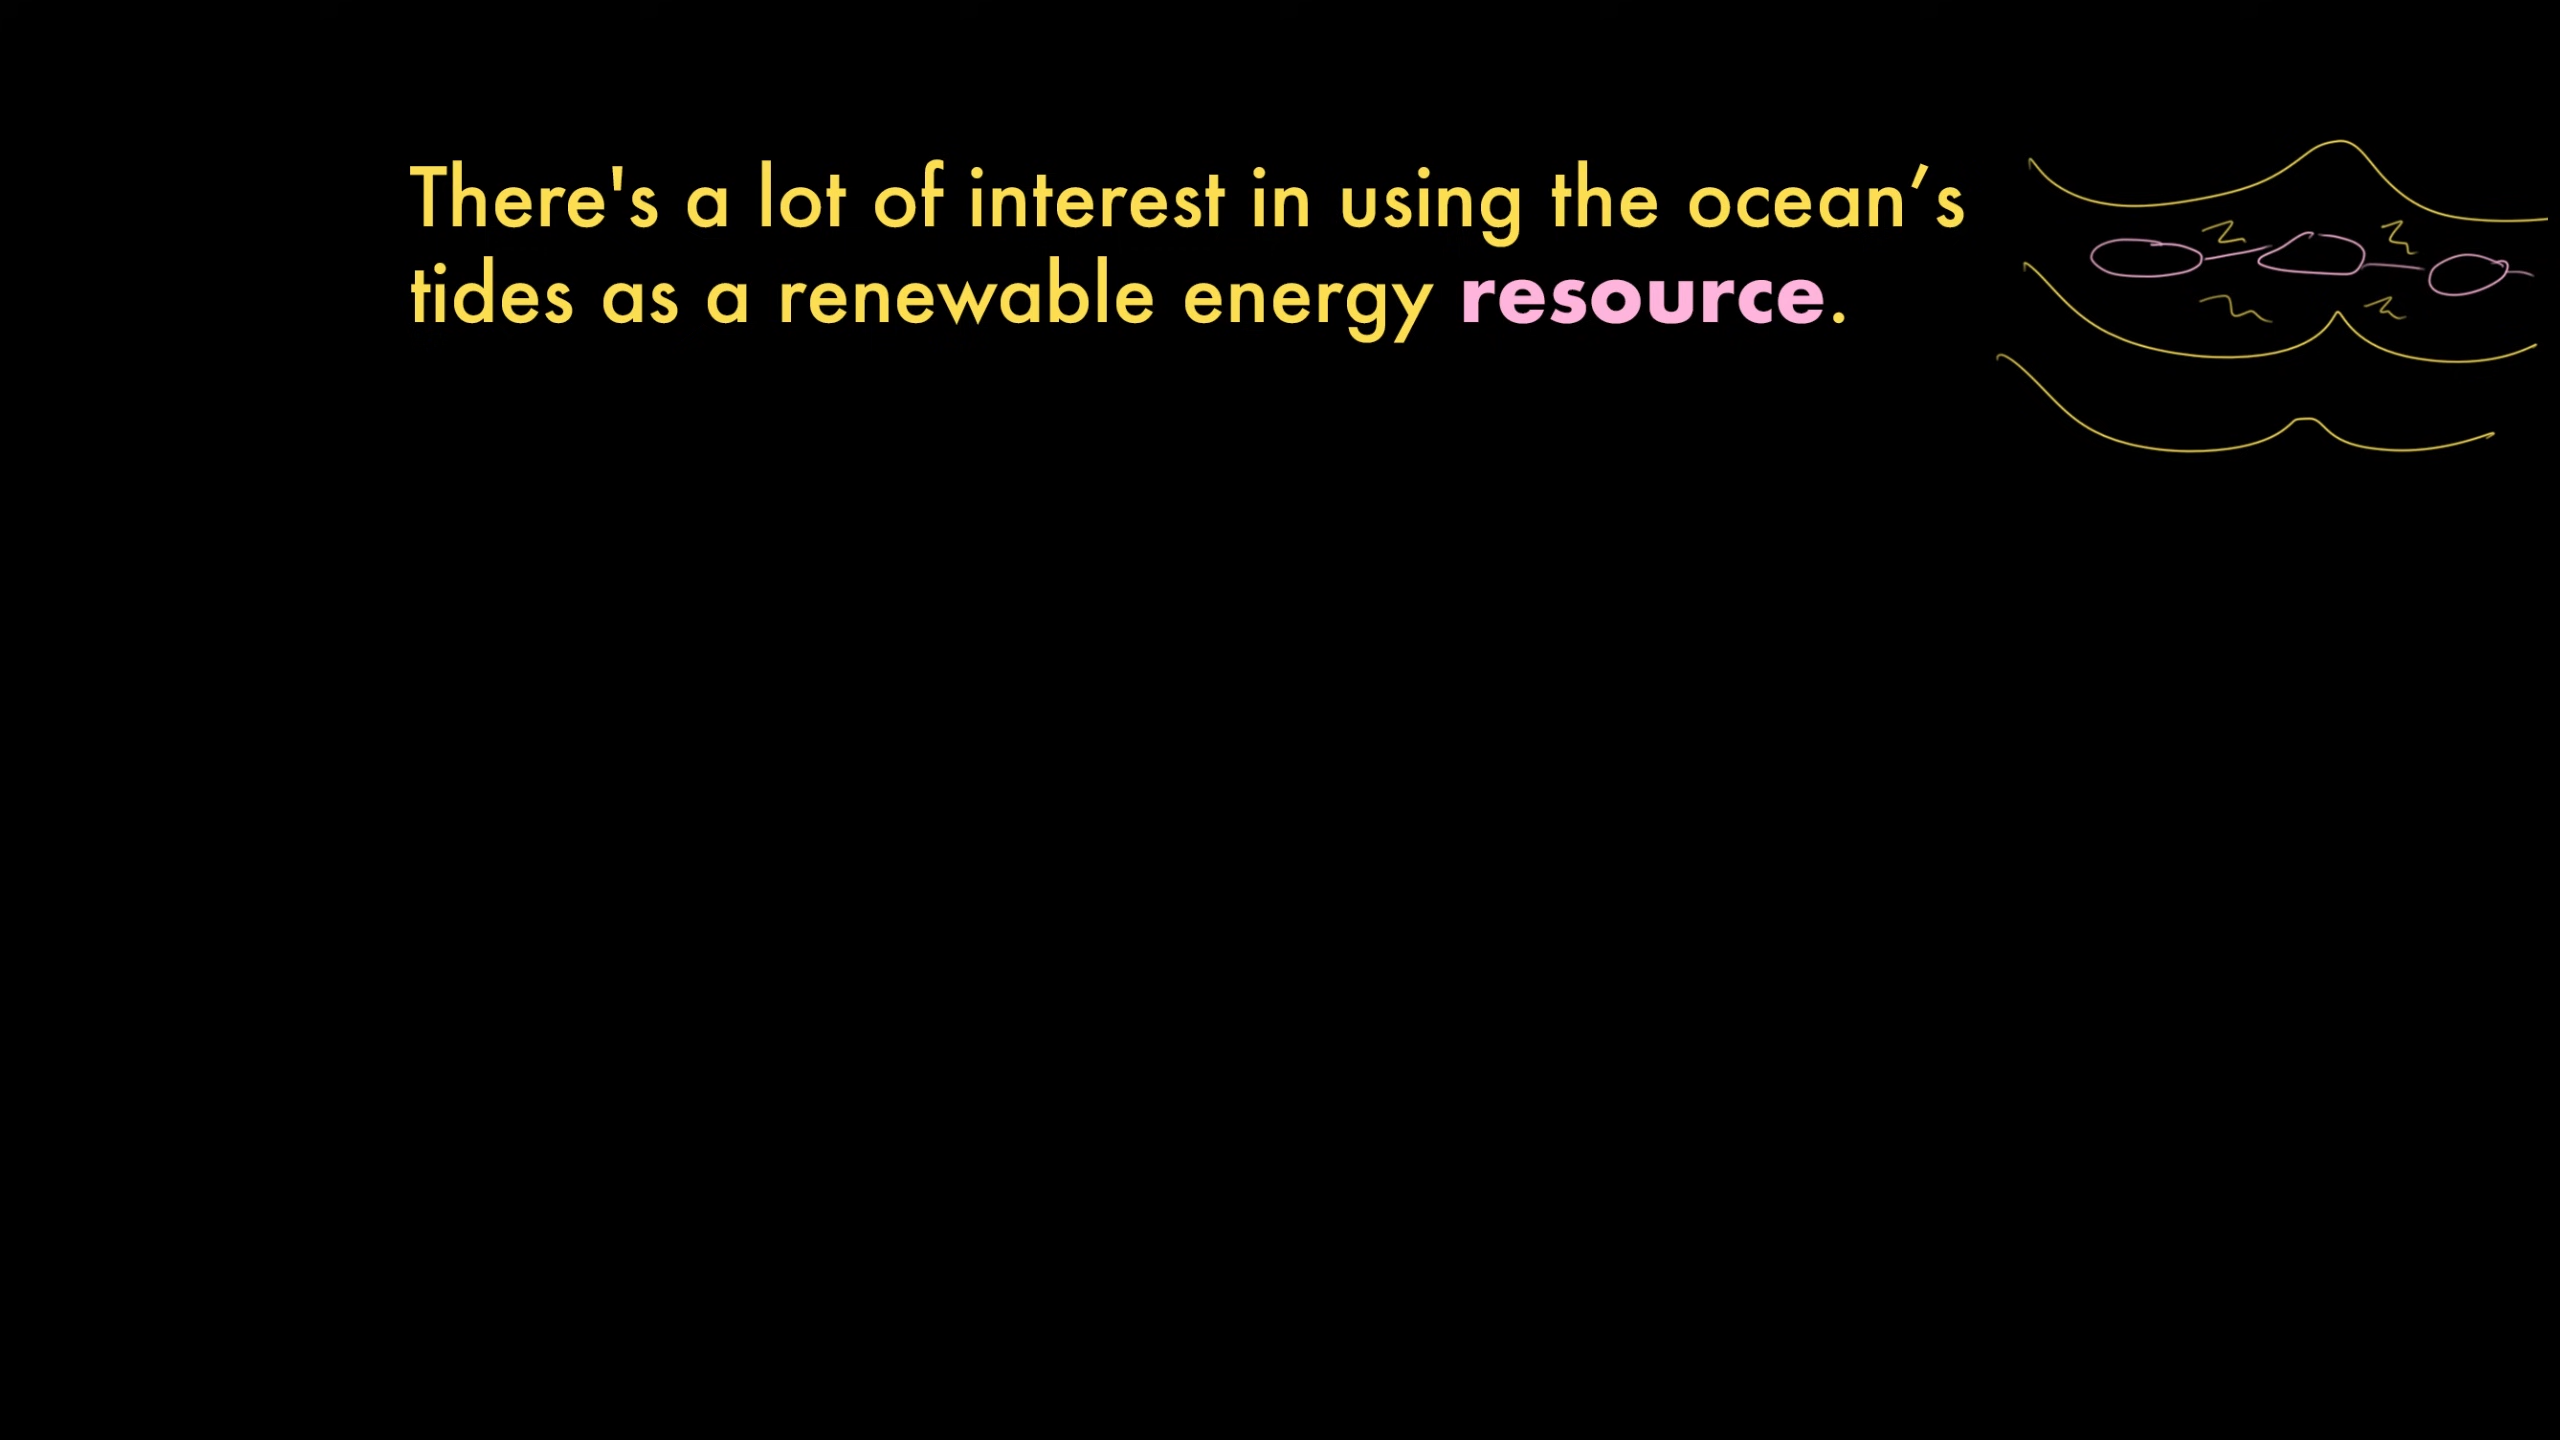 There's a lot of interest in using the ocean’s
tides as a renewable energy resource.